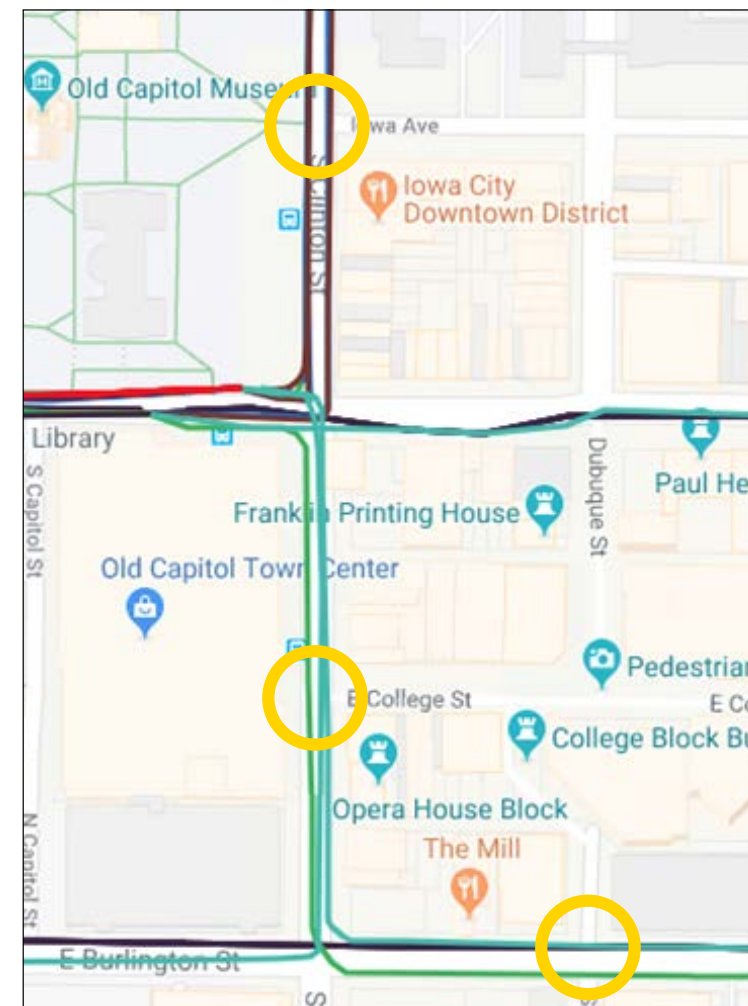 Old Capitol Museum
Iowa Ave
Iowa City
Downtown District
S Clinton St
Library
S Capitol St
Dubuque St
Paul He
Franklin Printing House
Old Capitol Town Center
Pedestrian
E College St
E Co
College Block Bu
Opera House Block
The Mill
N Capitol St
E Burlington St
S
S